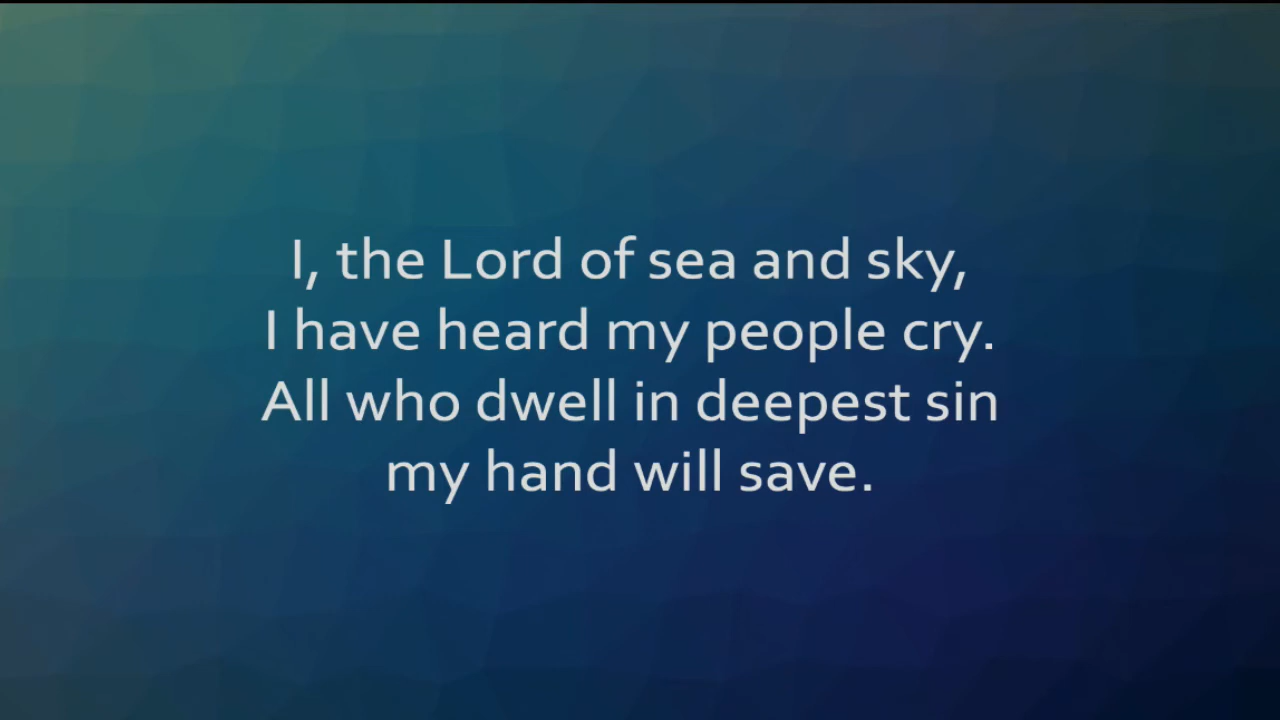 I, the Lord of sea and sky,
I have heard my people cry.
All who dwell in deepest sin
my hand will save.